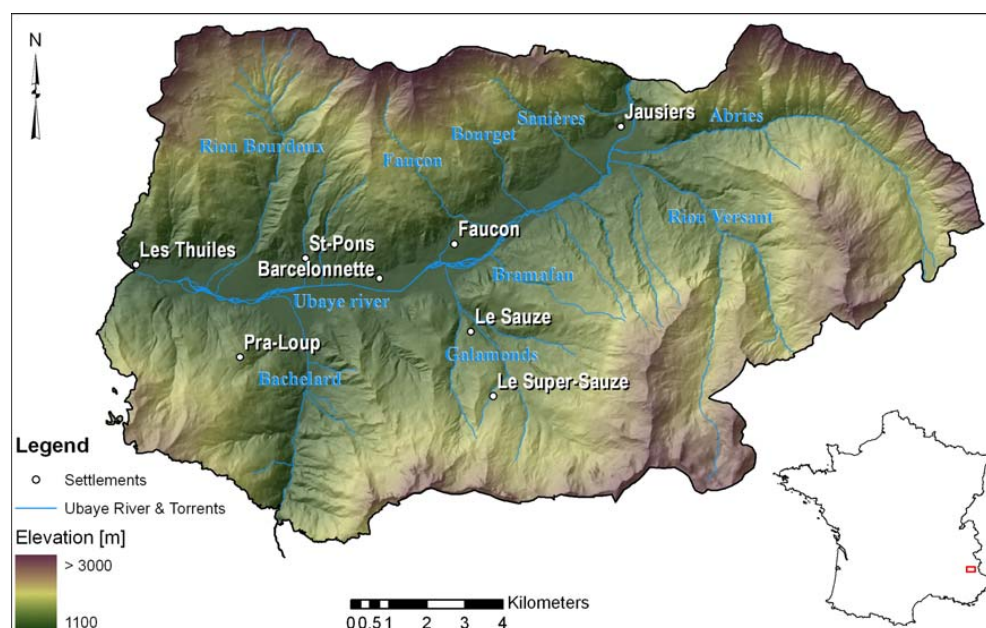 N
Jausiers
Abriès
Sanières
Bourget
Riou Bourdoux
Faucon
Riou Versant
Faucon
St-Pons
Les Thuiles
Barcelonnette
Bramafan
Ubaye river
Le Sauze
Pra-Loup
Galamonds
Bachelard
Le Super-Sauze
Legend
Settlements
Ubaye River & Torrents
Elevation [m]
> 3000
1100
Kilometers
0 0,5 1 2 3 4